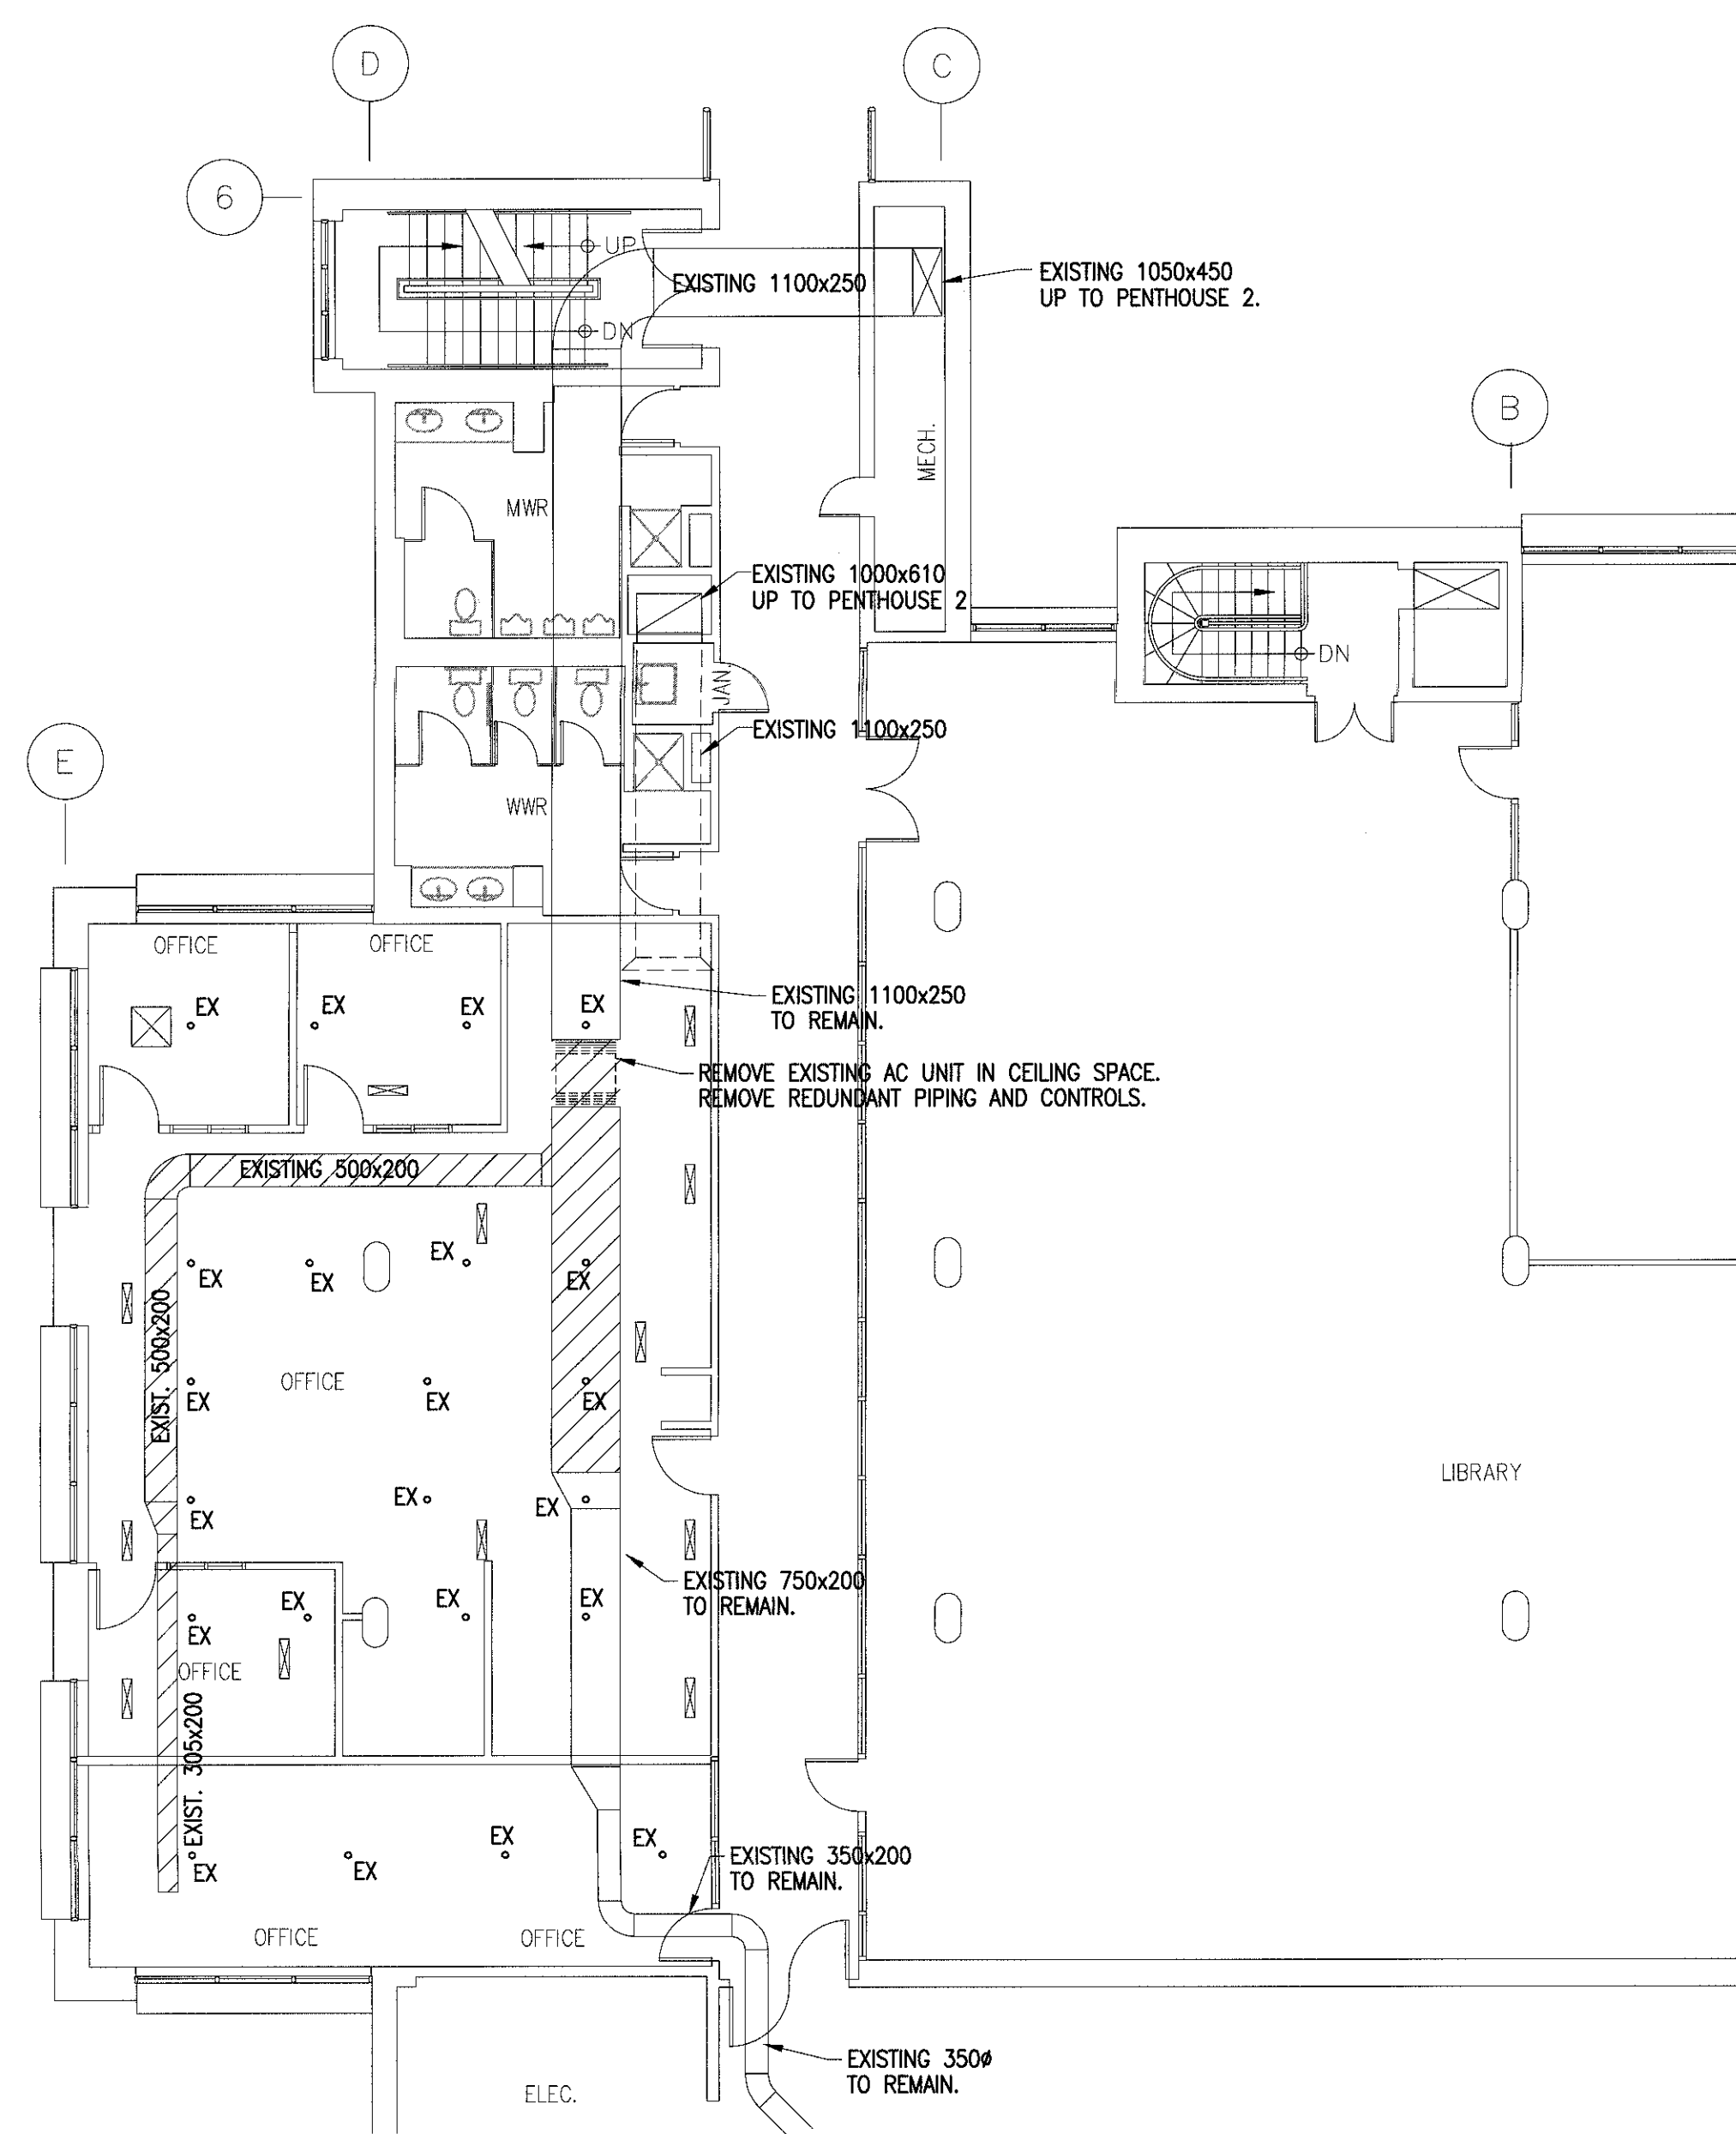 D
C
6
UP
EXISTING 1100x250
EXISTING 1050x450
UP TO PENTHOUSE 2.
DN
B
MECH.
MWR
EXISTING 1000x610
UP TO PENTHOUSE 2
DN
JAN
EXISTING 1100x250
E
WWR
OFFICE
OFFICE
EXISTING 1100x250
TO REMAIN.
EX
EX
EX
REMOVE EXISTING AC UNIT IN CEILING SPACE.
REMOVE REDUNDANT PIPING AND CONTROLS.
EXISTING 500x200
EX
EX
EX
EX
EXIST. 500x200
OFFICE
EX
EX
EX
LIBRARY
EX
EX
EX
EXISTING 750x200
TO REMAIN.
EX
EX
EX
EX
OFFICE
EXIST. 305x200
EX
EX
EX
EX
EXISTING 350x200
TO REMAIN.
OFFICE
OFFICE
EXISTING 350ø
TO REMAIN.
ELEC.